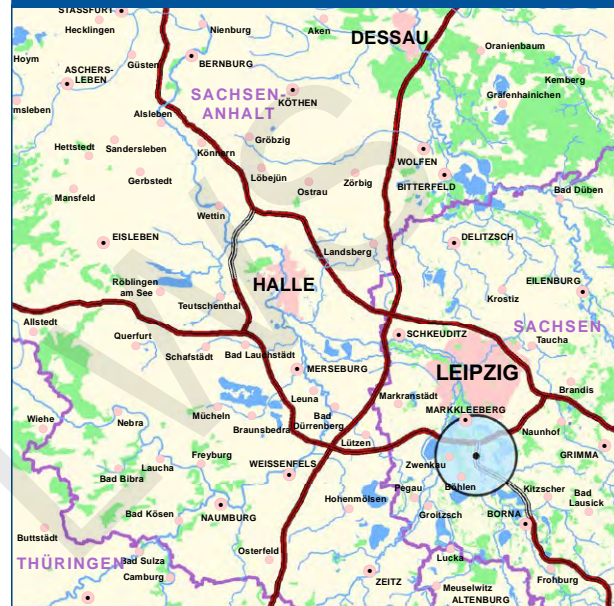 STASSFURT
Hecklingen
Nienburg
Aken
DESSAU
Oranienbaum
Hoym
Güsten
BERNBURG
ASCHERS-
LEBEN
Kemberg
SACHSEN-
ANHALT
KÖTHEN
Gräfenhainichen
Alsleben
Gröbzig
Hettstedt
Sandersleben
Könnern
WOLFEN
Gerbstedt
Löbejün
Ostrau
Zörbig
BITTERFELD
Mansfeld
Bad Düben
Wettin
EISLEBEN
Landsberg
DELITZSCH
HALLE
Röblingen
am See
Teutschenthal
Krostiz
EILENBURG
Allstedt
Querfurt
Schafstädt
Bad Lauchstädt
SCHKEUDITZ
SACHSEN
Taucha
MERSEBURG
LEIPZIG
Leuna
Markranstädt
Brandis
Wiehe
Nebra
Mücheln
Braunsbedra
Bad
Dürrenberg
Lützen
MARKKLEEBERG
Naunhof
GRIMMA
Laucha
Freyburg
WEISSENFELS
Zwenkau
Bad Bibra
Böhlen
Pegau
Kitzscher
Bad
Lausick
Bad Kösen
NAUMBURG
Hohenmölsen
Groitzsch
BORNA
Buttstädt
THÜRINGEN
Bad Sulza
Camburg
Osterfeld
ZEITZ
Lucka
Meuselwitz
ALTENBURG
Frohburg